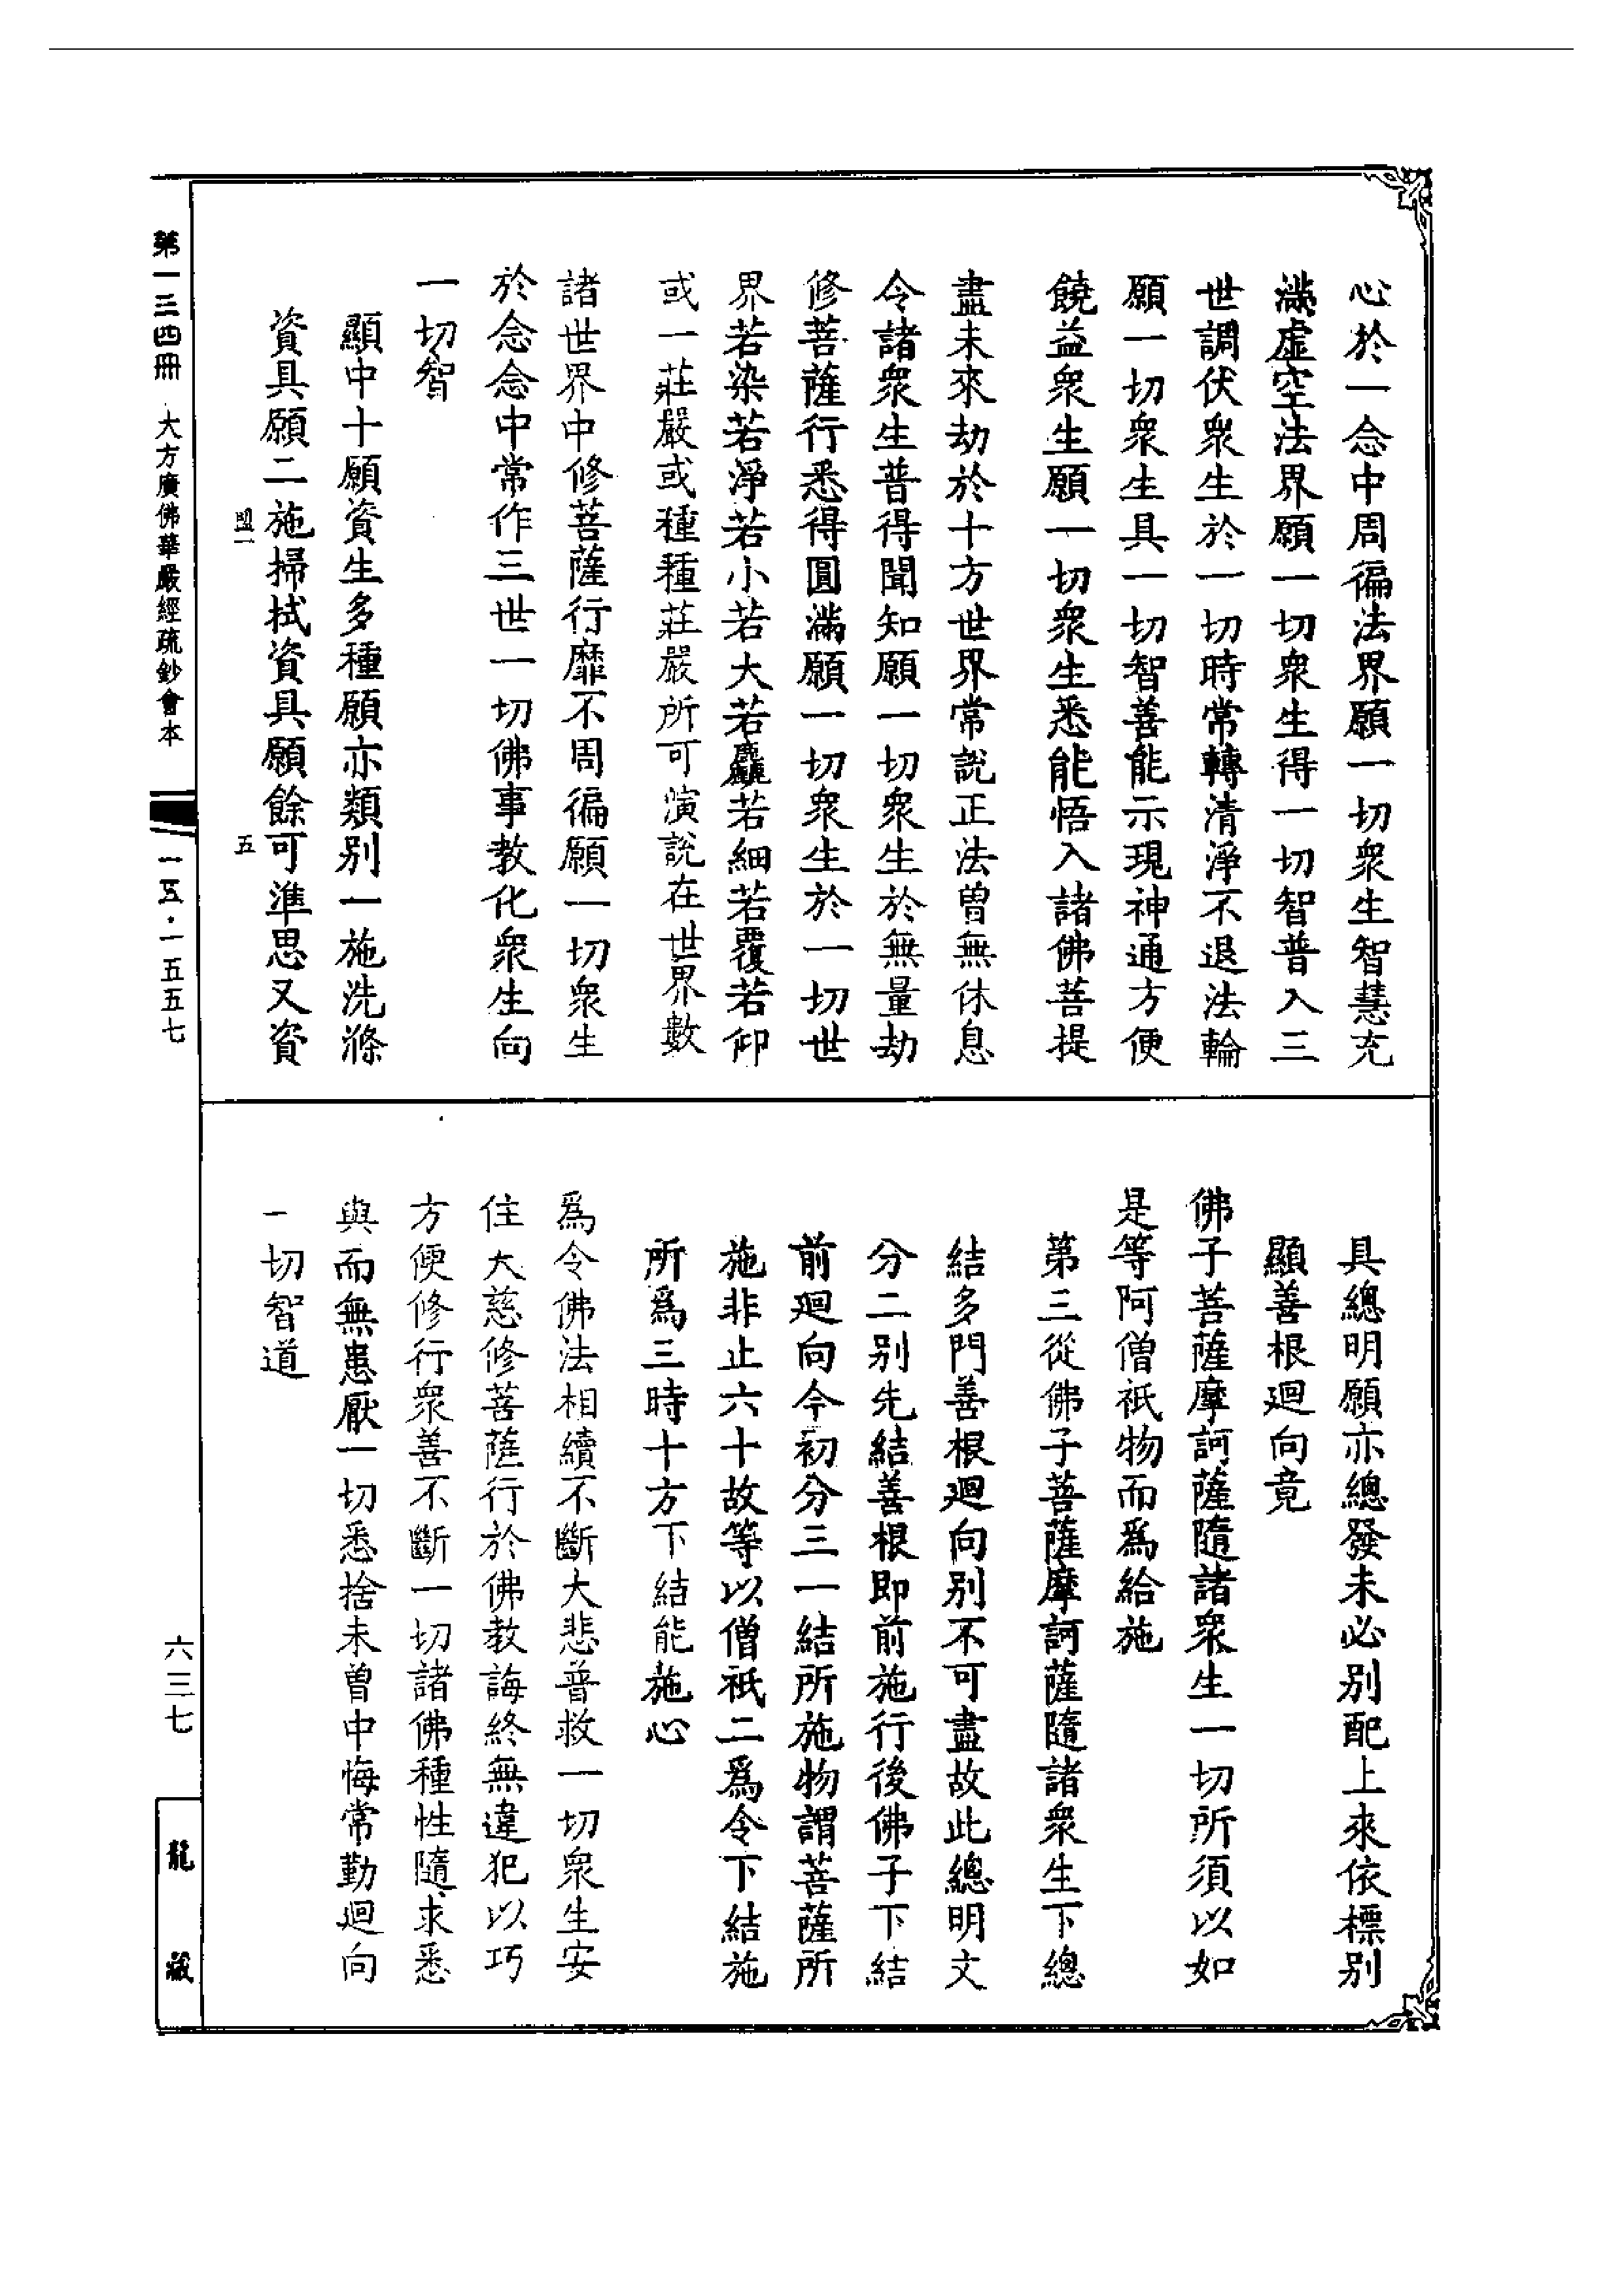 心於一念中周徧法界願一切衆生智慧充
滿虛空法界願一切衆生得一切智普入三
世調伏衆生於一切時常轉清淨不退法輪
願一切衆生具一切智善能示現神通方便
饒益衆生願一切衆生悉能悟入諸佛菩提
盡未來劫於十方世界常說正法曾無休息
令諸衆生普得聞知願一切衆生於無量劫
修菩薩行悉得圓滿願一切衆生於一切世
界若染若淨若小若大若麤若細若覆若仰
或一莊嚴或種種莊嚴所可演說在世界數
諸世界中修菩薩行靡不周徧願一切衆生
於念念中常作三世一切佛事教化衆生向
一切智
顯中十願資生多種願亦類別一施洗滌
資具願二施掃拭資具願餘可準思又資
盟一
五
具總明願亦總發未必別配上來依標別
顯善根迴向竟
佛子菩薩摩訶薩隨諸衆生一切所須以如
是等阿僧祇物而爲給施
第三從佛子菩薩摩訶薩隨諸衆生下總
結多門善根迴向別不可盡故此總明文
分二別先結善根即前施行後佛子下結
前迴向今初分三一結所施物謂菩薩所
施非止六十故等以僧祇二爲令下結施
所爲三時十方下結能施心
爲令佛法相續不斷大悲普救一切衆生安
住大慈修菩薩行於佛教誨終無違犯以巧
方便修行衆善不斷一切諸佛種性隨求悉
與而無患厭一切悉捨未曾中悔常勤迴向
一切智道
第一三四冊 大方廣佛華嚴經疏鈔會本
一五·一五五七
六三七
龍藏